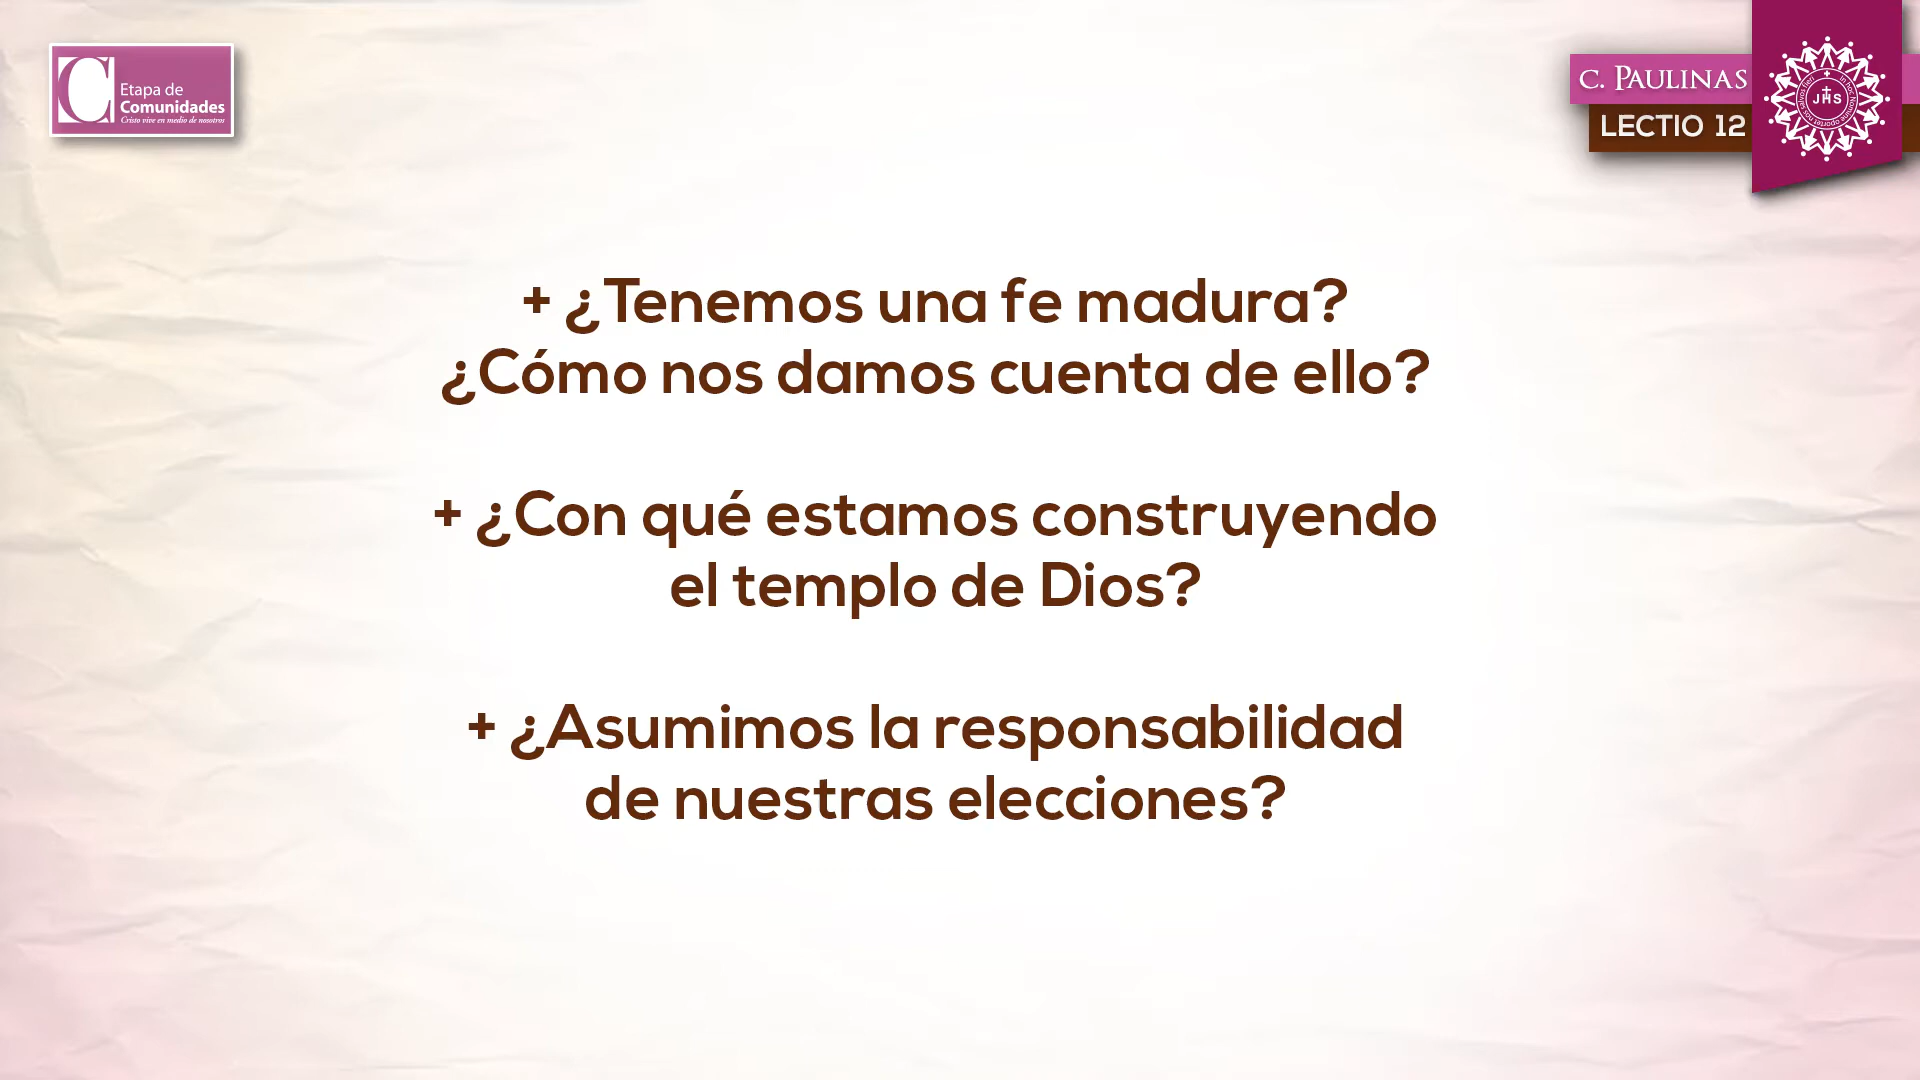 C
Etapa de
Comunidades
Cristo vive en medio de nosotros
C. PAULINAS
LECTIO 12
JHS
+ ¿Tenemos una fe madura?
¿Cómo nos damos cuenta de ello?
+ ¿Con qué estamos construyendo
el templo de Dios?
+ ¿Asumimos la responsabilidad
de nuestras elecciones?